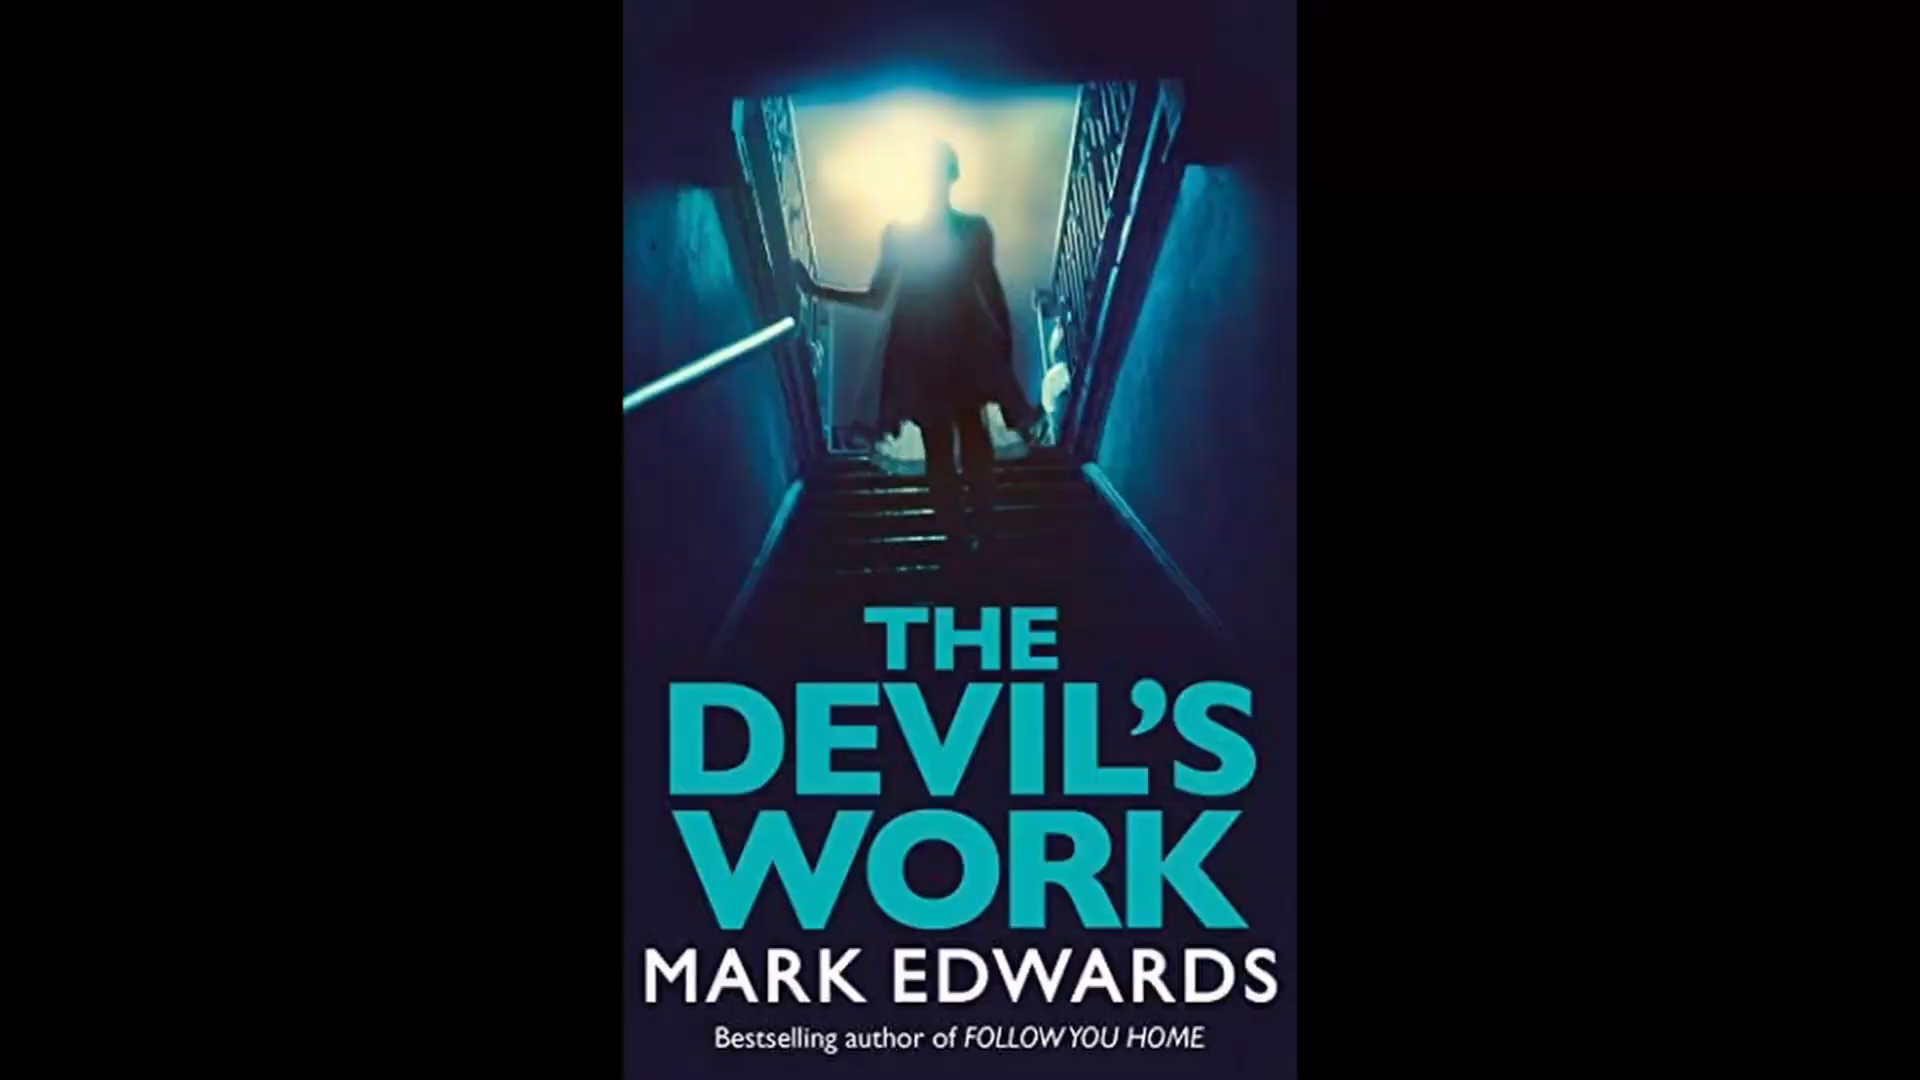 THE
DEVIL’S
WORK
MARK EDWARDS
Bestselling author of FOLLOW YOU HOME